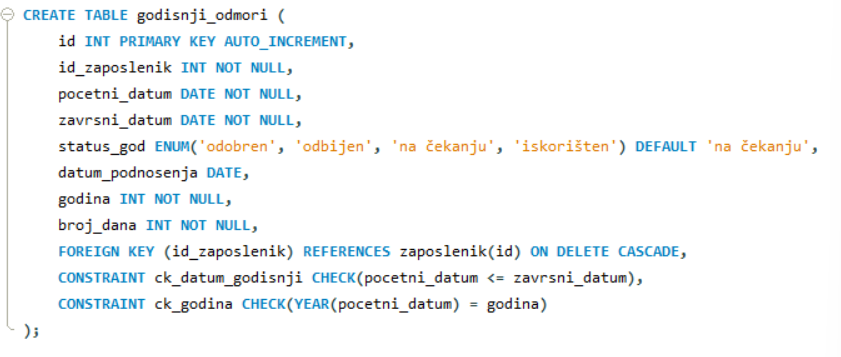 CREATE TABLE godisnji_odmori (
id INT PRIMARY KEY AUTO_INCREMENT,
id_zaposlenik INT NOT NULL,
pocetni_datum DATE NOT NULL,
zavrsni_datum DATE NOT NULL,
status_god ENUM('odobren', 'odbijen', 'na čekanju', 'iskorišten') DEFAULT 'na čekanju',
datum_podnosenja DATE,
godina INT NOT NULL,
broj_dana INT NOT NULL,
FOREIGN KEY (id_zaposlenik) REFERENCES zaposlenik(id) ON DELETE CASCADE,
CONSTRAINT ck_datum_godisnji CHECK(pocetni_datum <= zavrsni_datum),
CONSTRAINT ck_godina CHECK(YEAR(pocetni_datum) = godina)
);